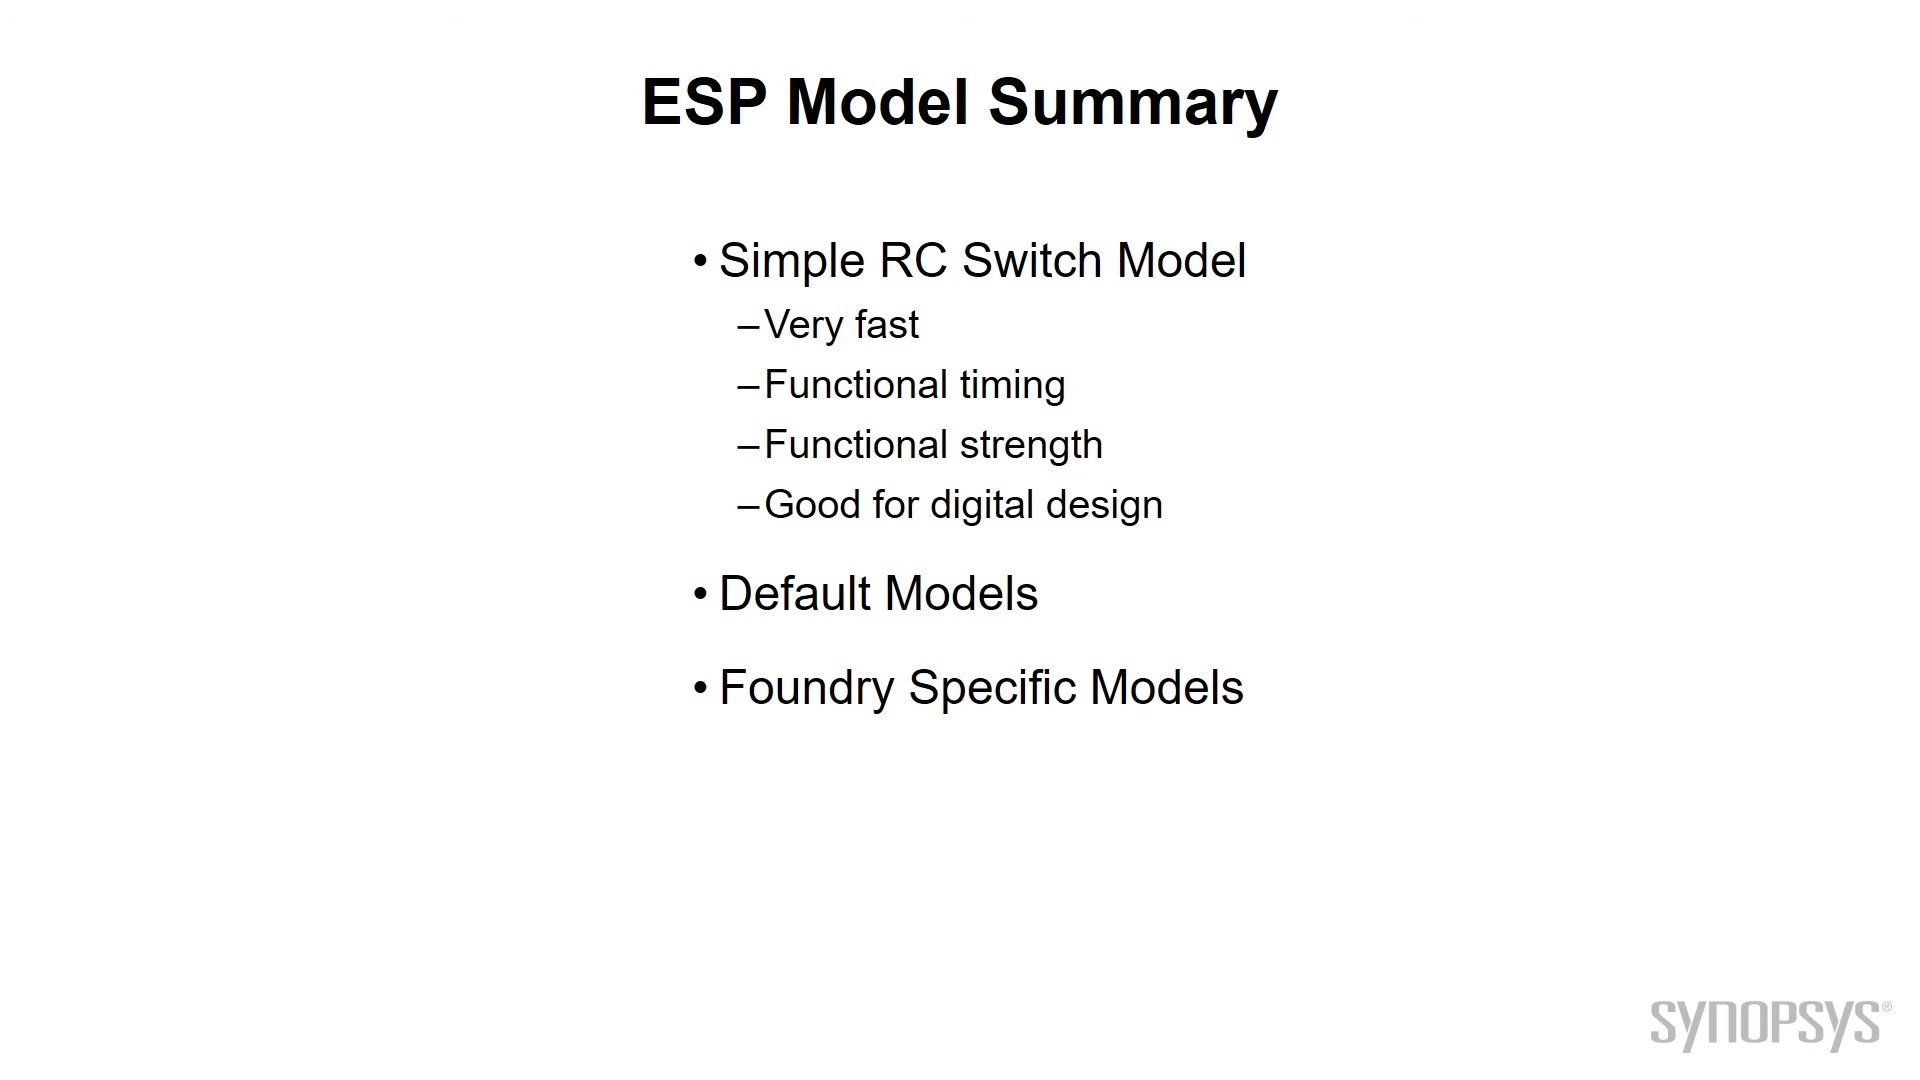 ESP Model Summary
• Simple RC Switch Model
–Very fast
–Functional timing
–Functional strength
–Good for digital design
• Default Models
• Foundry Specific Models
SYNOPSYS®